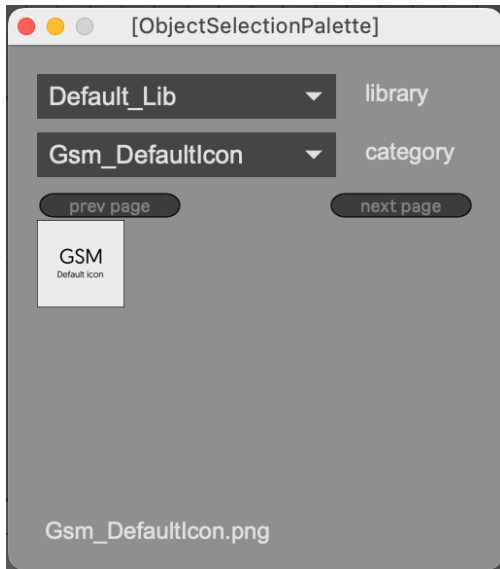 [ObjectSelectionPalette]
Default_Lib library
Gsm_DefaultIcon category
prev page next page
GSM
Default icon
Gsm_DefaultIcon.png